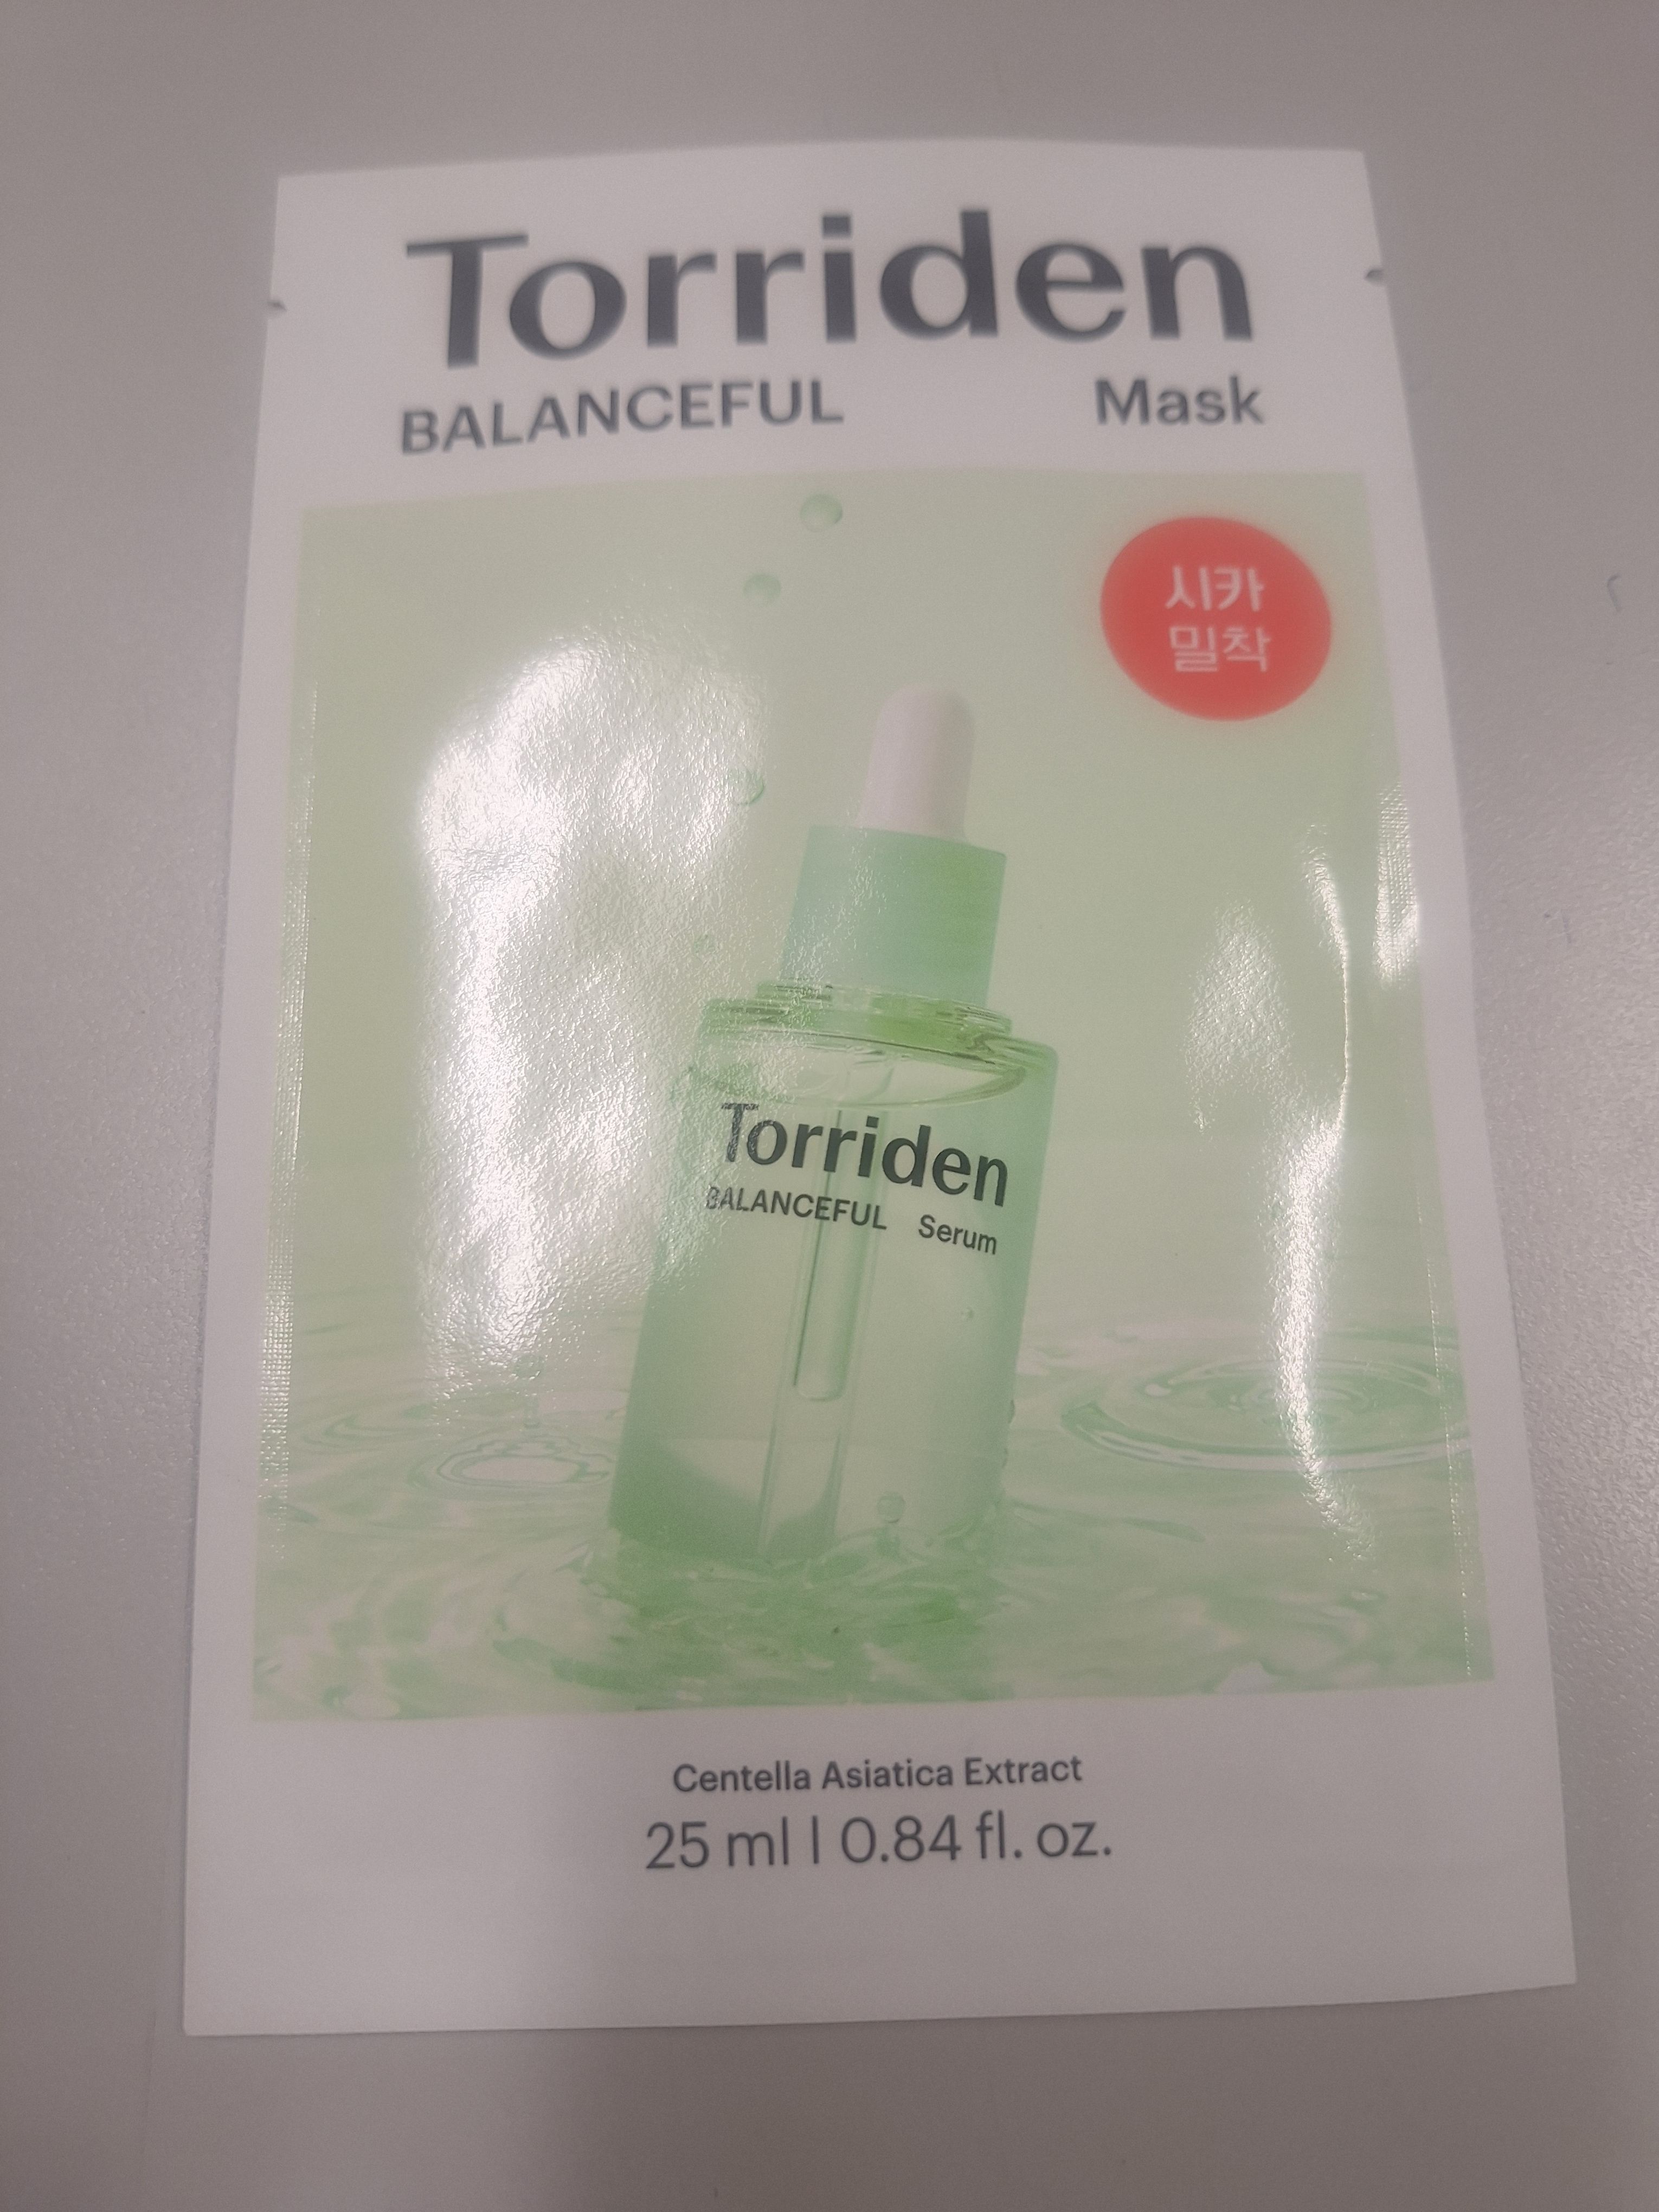 Torriden
BALANCEFUL Mask
시카
밀착
Torriden
BALANCEFUL Serum
Centella Asiatica Extract
25 ml | 0.84 fl. oz.